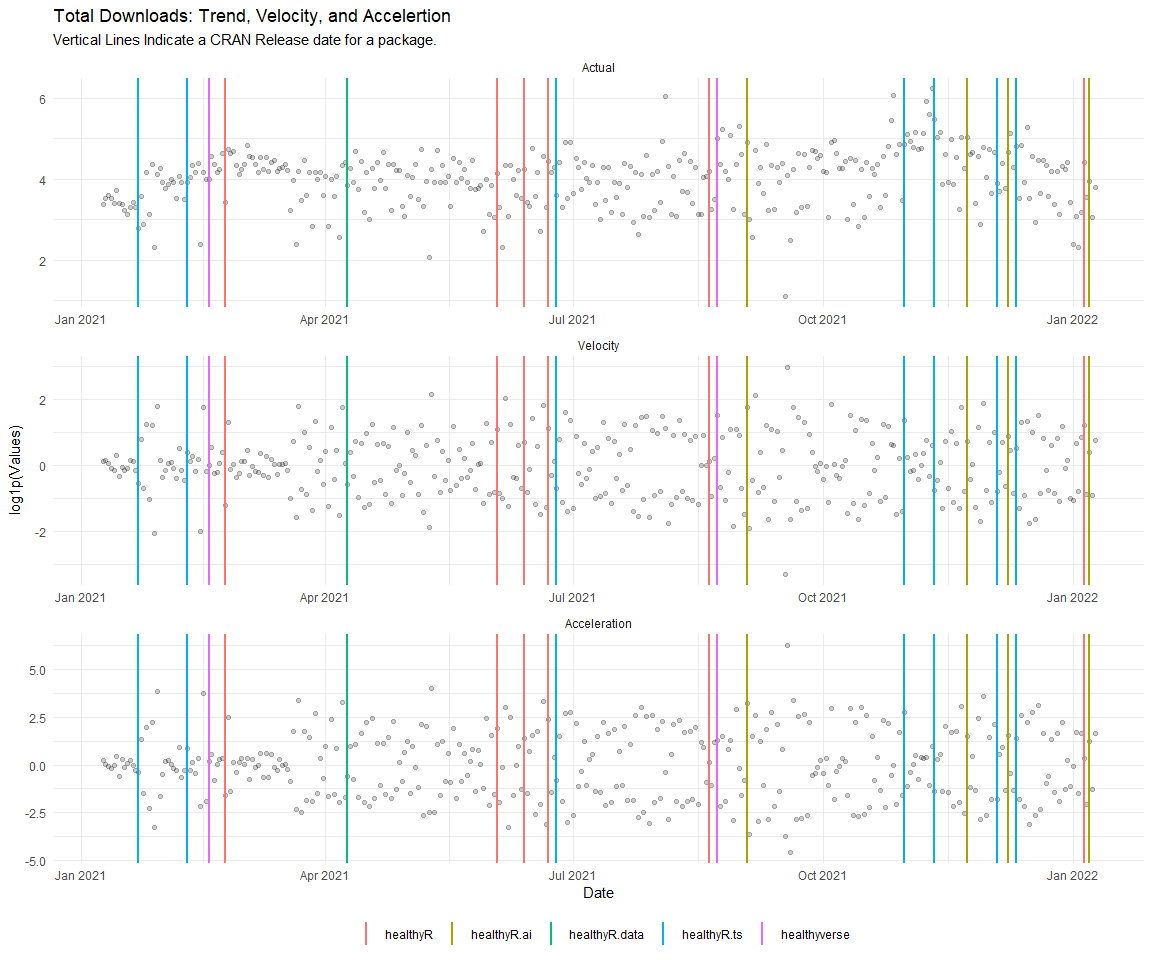 Total Downloads: Trend, Velocity, and Accelertion
Vertical Lines Indicate a CRAN Release date for a package.
Actual
6
4
2
Jan 2021 Apr 2021 Jul 2021 Oct 2021 Jan 2022
Velocity
2
0
-2
Jan 2021 Apr 2021 Jul 2021 Oct 2021 Jan 2022
log1p(Values)
Acceleration
5.0
2.5
0.0
-2.5
-5.0
Jan 2021 Apr 2021 Jul 2021 Oct 2021 Jan 2022
Date
healthyR healthyR.ai healthyR.data healthyR.ts healthyverse